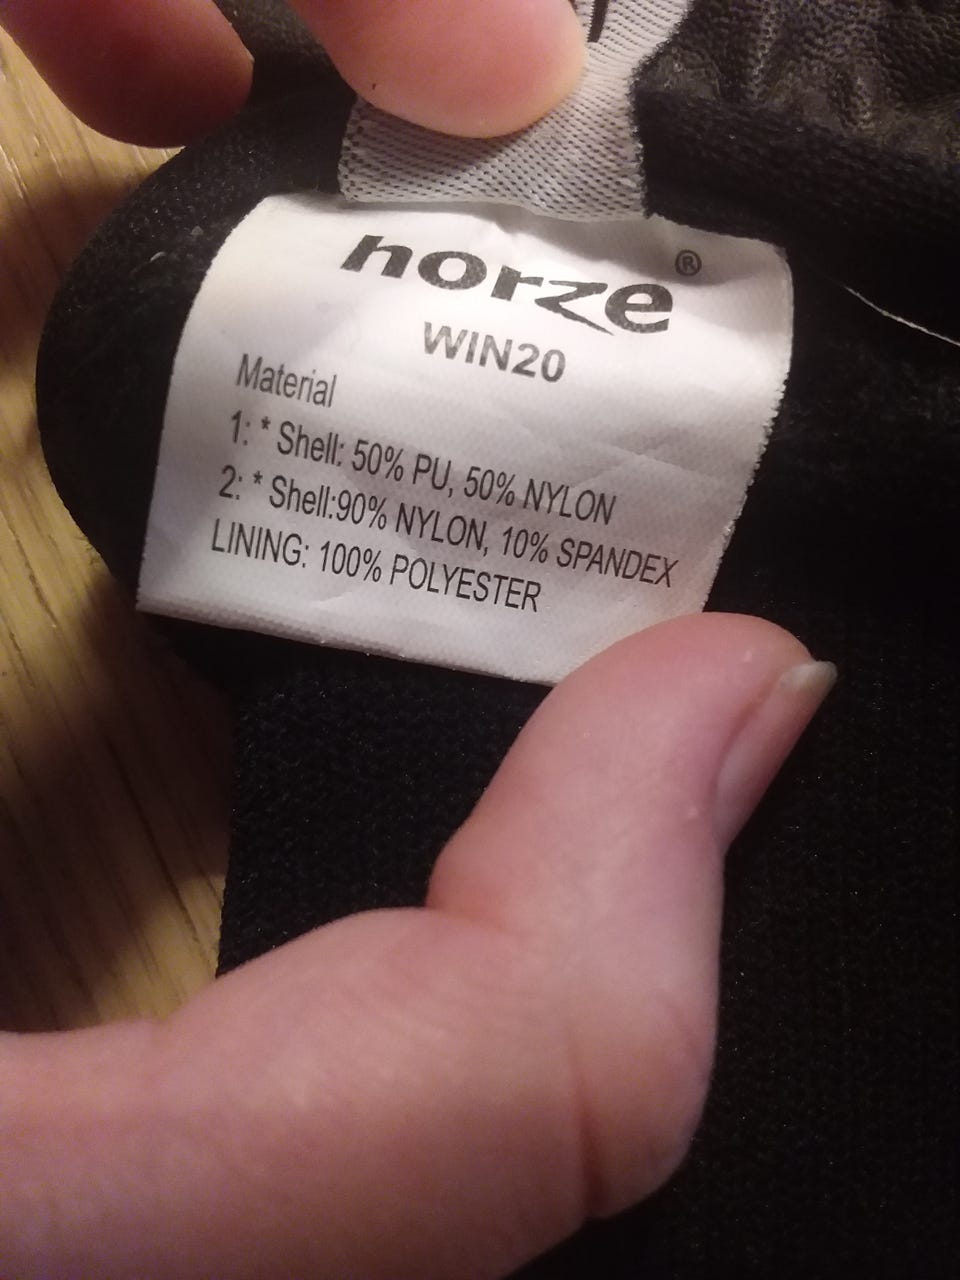 horze®
WIN20
Material
1: * Shell: 50% PU, 50% NYLON
2: * Shell:90% NYLON, 10% SPANDEX
LINING: 100% POLYESTER